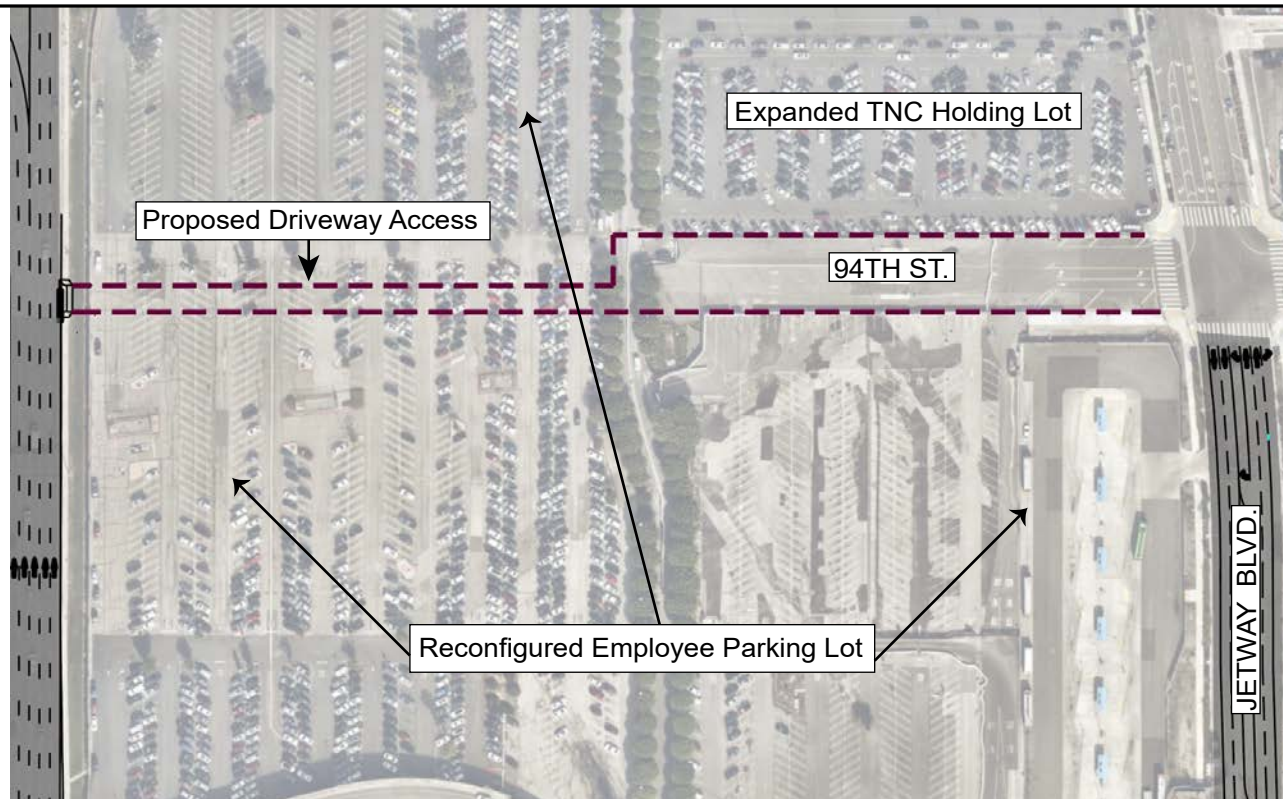 Expanded TNC Holding Lot
Proposed Driveway Access
94TH ST.
Reconfigured Employee Parking Lot
JETWAY BLVD.